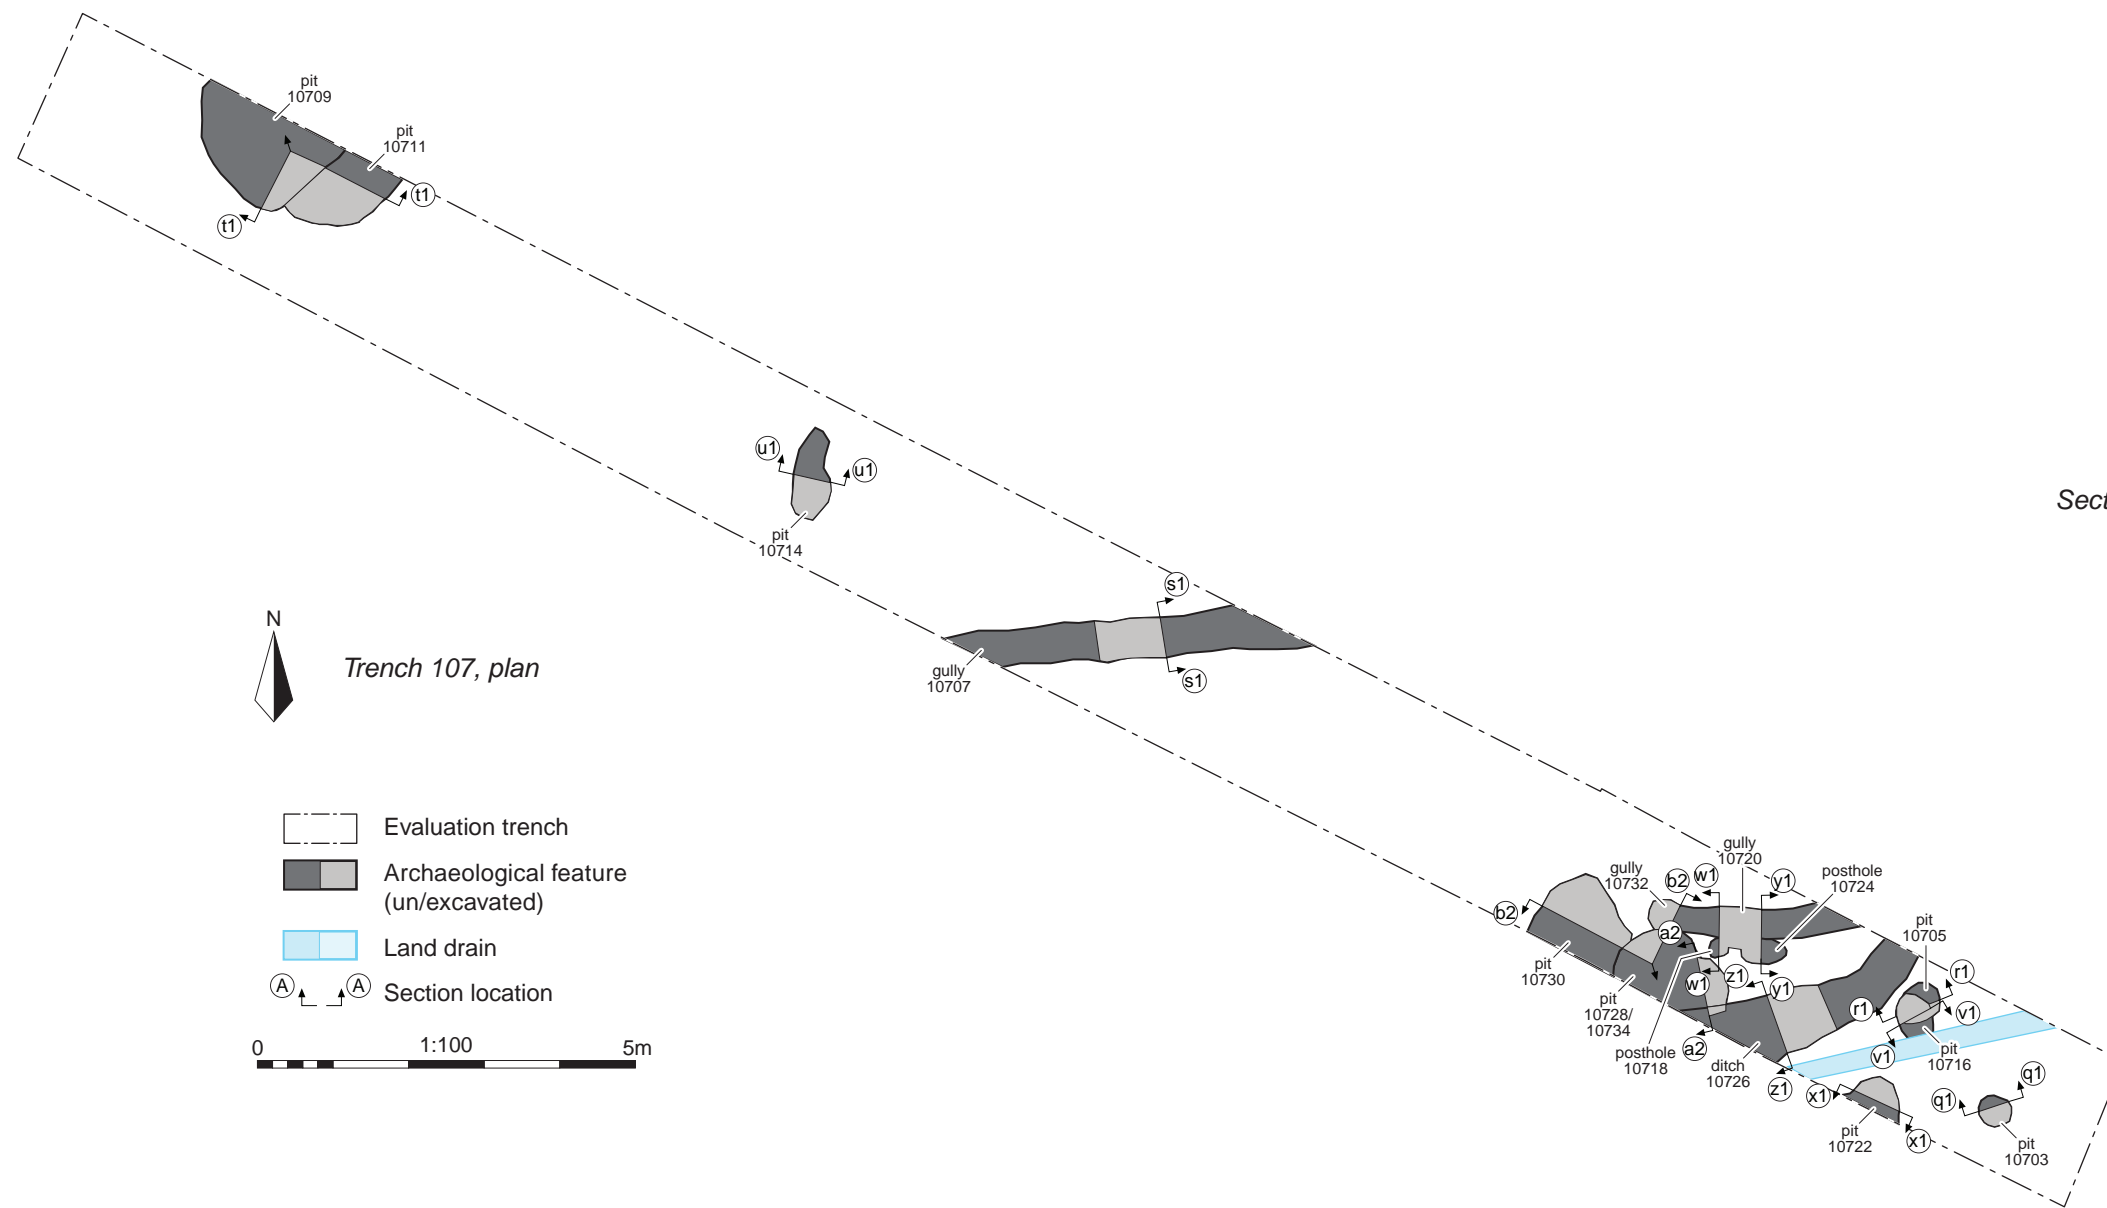 pit
10709
pit
10711
t1
t1
u1
u1
pit
10714
Sect
s1
s1
gully
10707
N
Trench 107, plan
Evaluation trench
Archaeological feature
(un/excavated)
Land drain
A
A
Section location
0
1:100
5m
gully
10720
gully
10732
b2
w1
y1
posthole
10724
b2
a2
pit
10705
pit
10730
w1
z1
y1
r1
r1
v1
pit
10728/
10734
a2
posthole
10718
ditch
10726
z1
v1
pit
10716
x1
q1
q1
pit
10722
x1
pit
10703